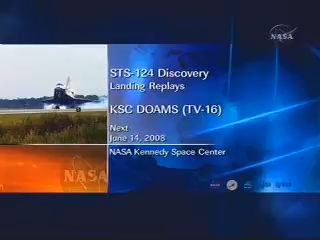 NASA
STS-124 Discovery
Landing Replays
KSC DOAMS (TV-16)
Next
June 14, 2008
NASA Kennedy Space Center
NASA